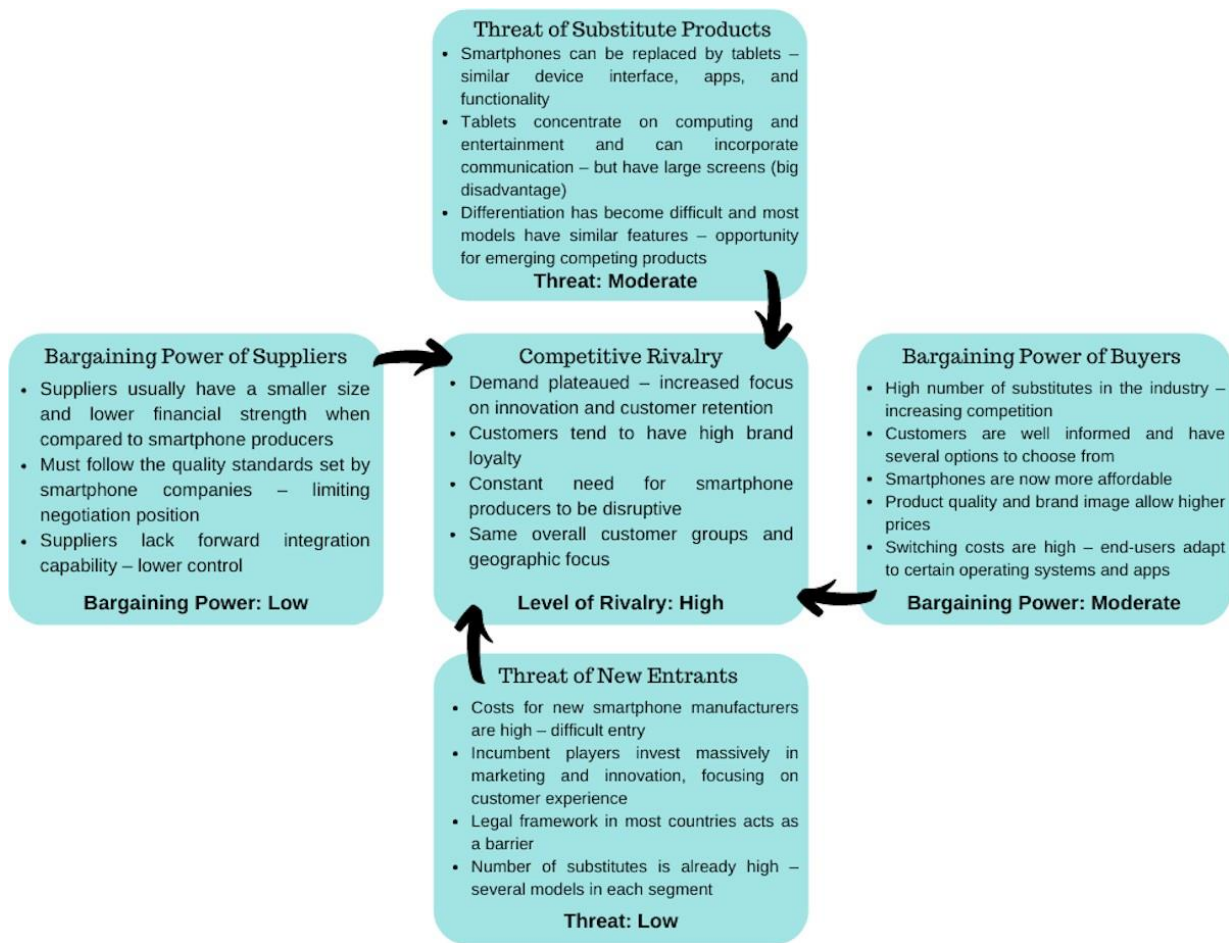 Threat of Substitute Products
• Smartphones can be replaced by tablets –
similar device interface, apps, and
functionality
• Tablets concentrate on computing and
entertainment and can incorporate
communication – but have large screens (big
disadvantage)
• Differentiation has become difficult and most
models have similar features – opportunity
for emerging competing products
Threat: Moderate
Bargaining Power of Suppliers
• Suppliers usually have a smaller size
and lower financial strength when
compared to smartphone producers
• Must follow the quality standards set by
smartphone companies – limiting
negotiation position
• Suppliers lack forward integration
capability – lower control
Bargaining Power: Low
Competitive Rivalry
• Demand plateaued – increased focus
on innovation and customer retention
• Customers tend to have high brand
loyalty
• Constant need for smartphone
producers to be disruptive
• Same overall customer groups and
geographic focus
Level of Rivalry: High
Bargaining Power of Buyers
• High number of substitutes in the industry –
increasing competition
• Customers are well informed and have
several options to choose from
• Smartphones are now more affordable
• Product quality and brand image allow higher
prices
• Switching costs are high – end-users adapt
to certain operating systems and apps
Bargaining Power: Moderate
Threat of New Entrants
• Costs for new smartphone manufacturers
are high – difficult entry
• Incumbent players invest massively in
marketing and innovation, focusing on
customer experience
• Legal framework in most countries acts as
a barrier
• Number of substitutes is already high –
several models in each segment
Threat: Low